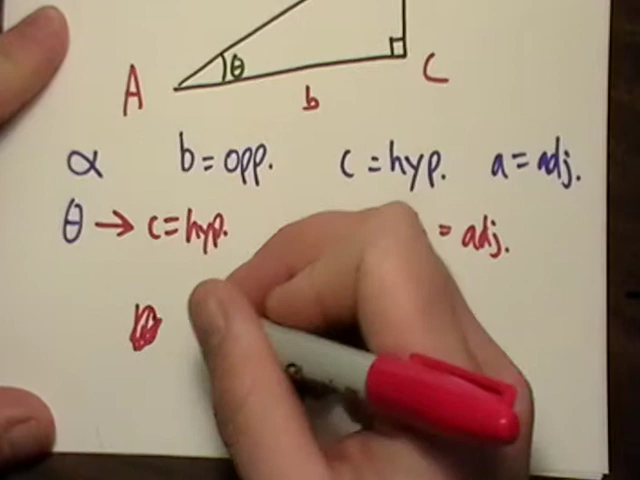 θ
A
C
b
α b = opp. c = hyp. a = adj.
θ → c = hyp. = adj.